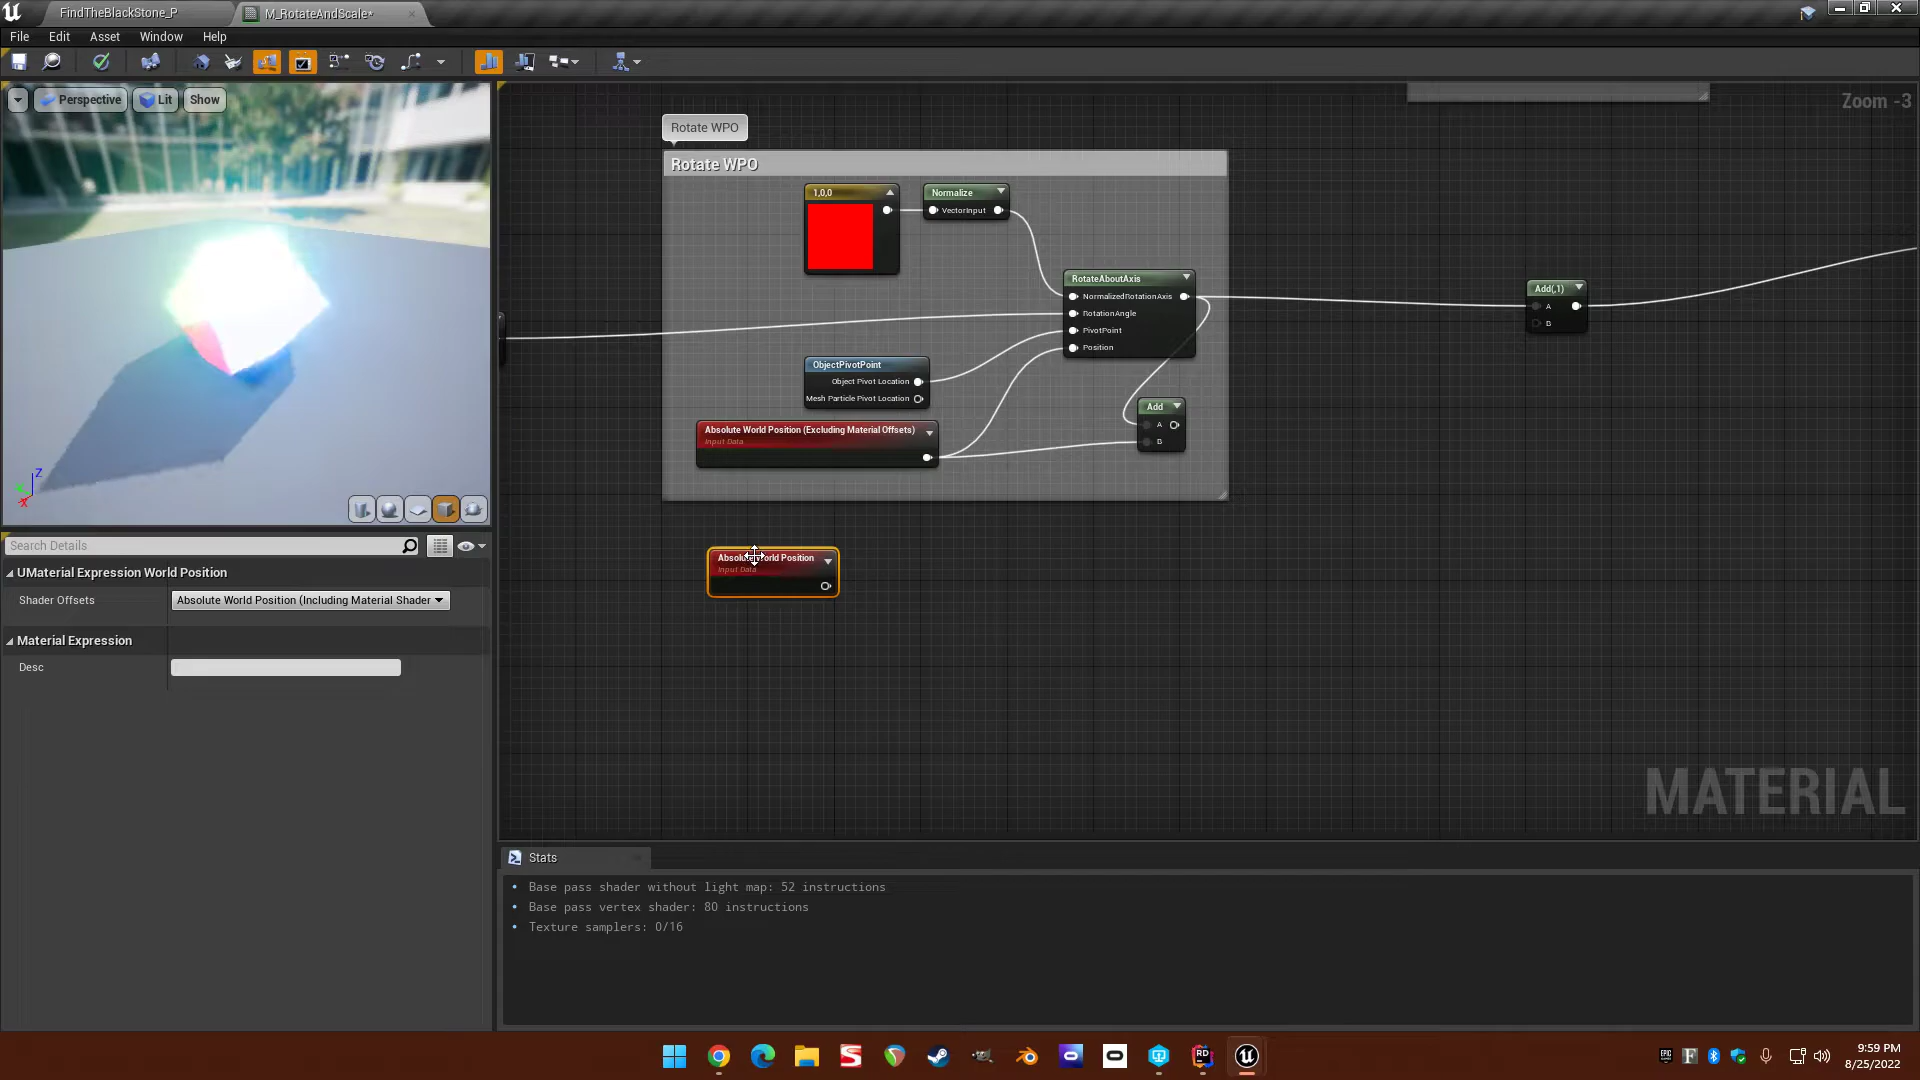 FindTheBlackStone_P
M_RotateAndScale*
File Edit Asset Window Help
Perspective Lit Show
Zoom -3
Rotate WPO
Rotate WPO
1,0,0
Normalize
VectorInput
RotateAboutAxis
NormalizedRotationAxis
RotationAngle
PivotPoint
Position
Add(,1)
A
B
ObjectPivotPoint
Object Pivot Location
Mesh Particle Pivot Location
Add
A
B
Absolute World Position (Excluding Material Offsets)
Input Data
Absolute World Position
Input Data
Z
X
Search Details
UMaterial Expression World Position
Shader Offsets Absolute World Position (Including Material Shader
Material Expression
Desc
MATERIAL
Stats
Base pass shader without light map: 52 instructions
Base pass vertex shader: 80 instructions
Texture samplers: 0/16
9:59 PM
8/25/2022